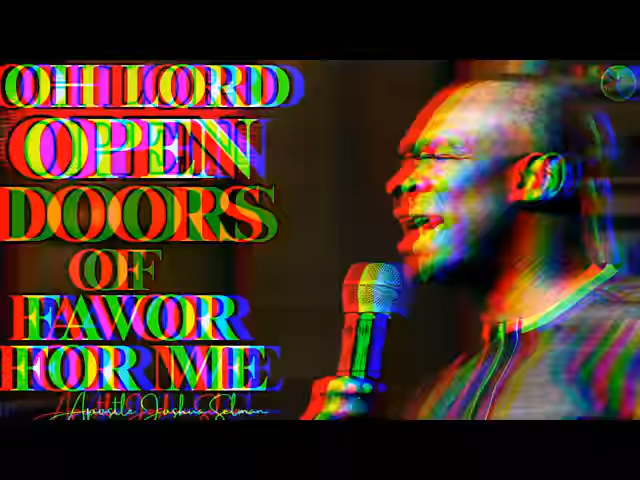 OH LORD
OPEN
DOORS
OF
FAVOR
FOR ME
Apostle Joshua Selman